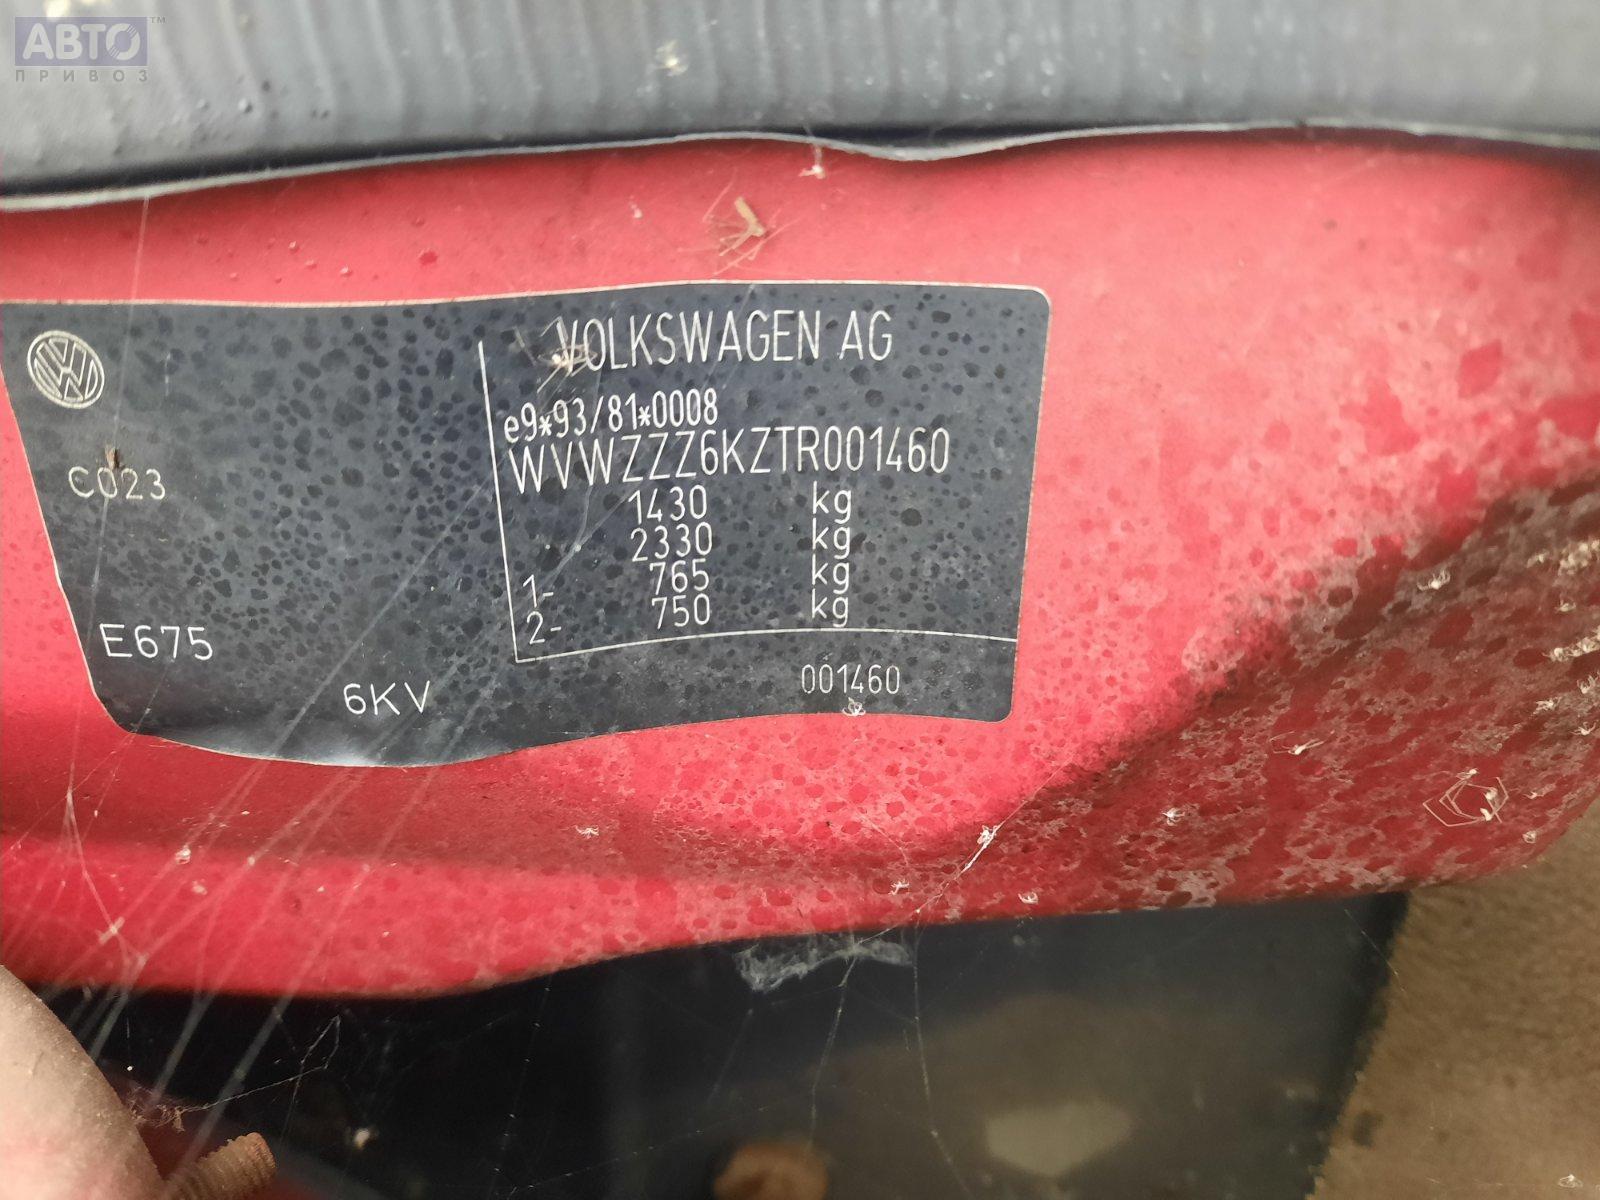 АВТО™
ПРИВОЗ
VOLKSWAGEN AG
e9*93/81*0008
WVWZZZ6KZTR001460
1430 kg
2330 kg
1- 765 kg
2- 750 kg
C023
E675
6KV
001460